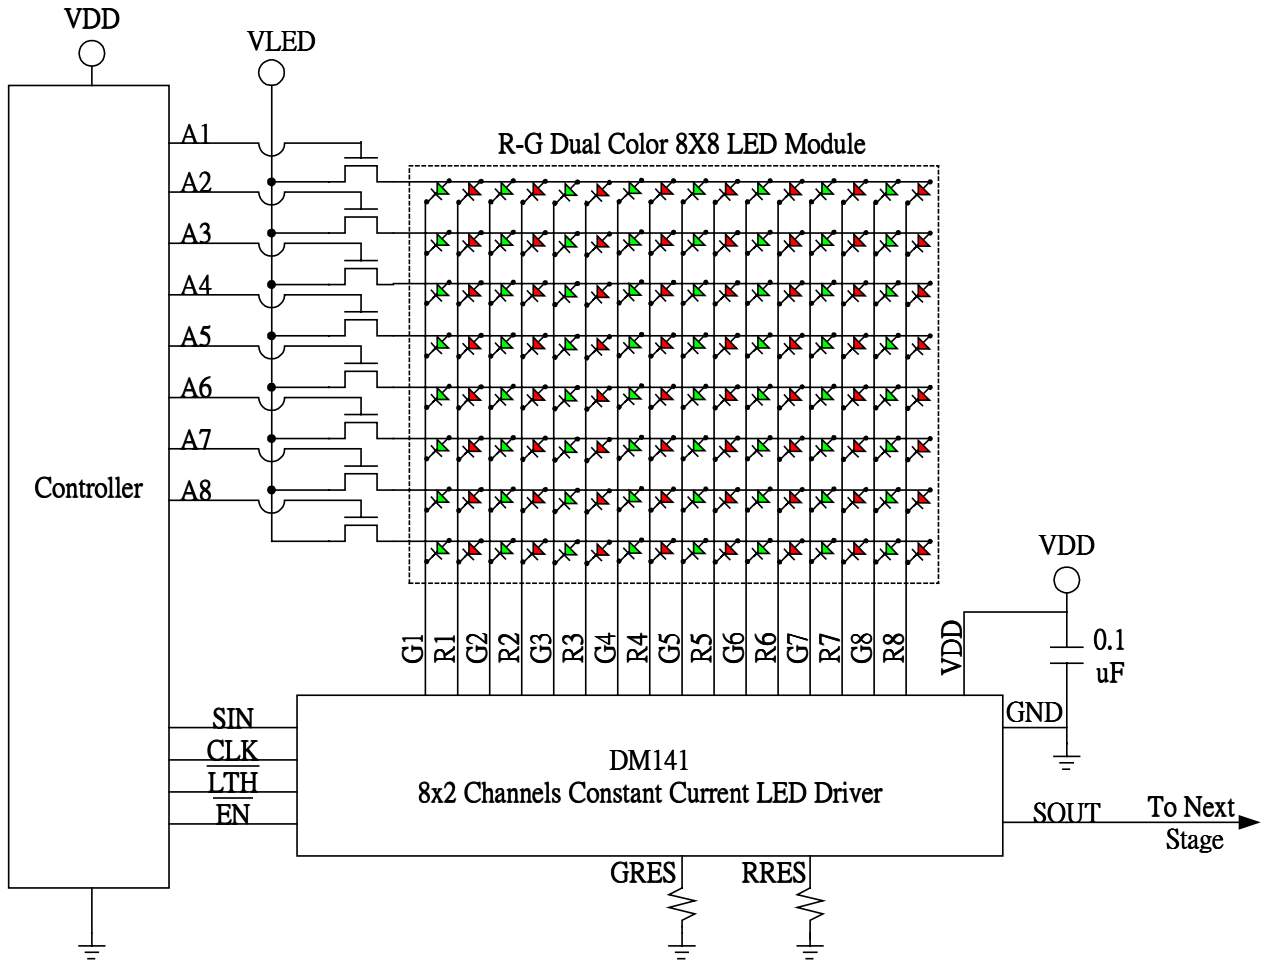 VDD
VLED
A1
R-G Dual Color 8X8 LED Module
A2
A3
A4
A5
A6
A7
Controller
A8
VDD
G1
R1
G2
R2
G3
R3
G4
R4
G5
R5
G6
R6
G7
R7
G8
R8
VDD
0.1
uF
SIN
GND
CLK
DM141
LTH
8x2 Channels Constant Current LED Driver
EN
SOUT
To Next
Stage
GRES
RRES